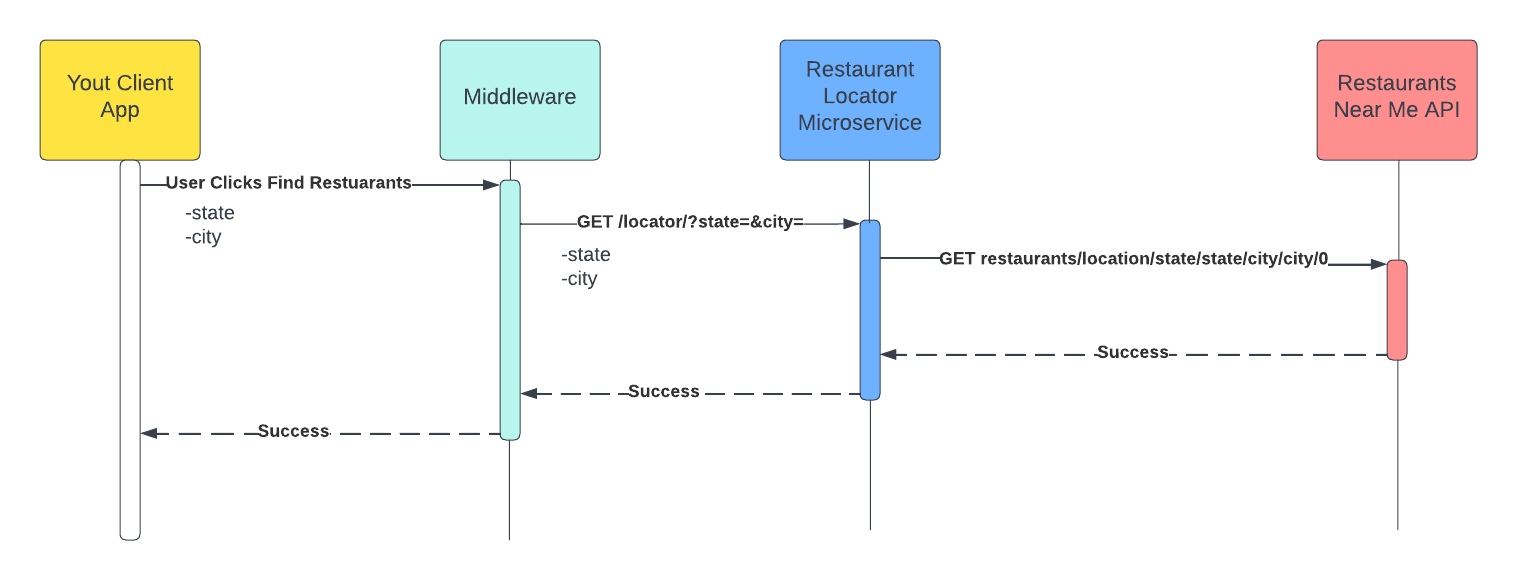 Yout Client
App
Middleware
Restaurant
Locator
Microservice
Restaurants
Near Me API
User Clicks Find Restuarants
-state
-city
GET /locator/?state=&city=
-state
-city
GET restaurants/location/state/state/city/city/0
Success
Success
Success